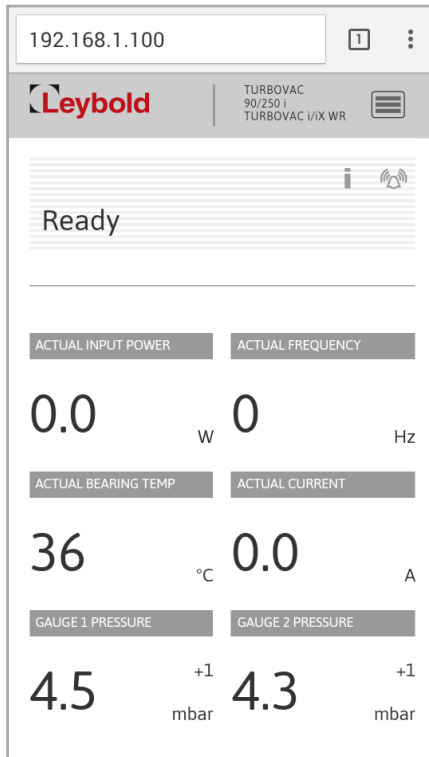 192.168.1.100
1
Leybold
TURBOVAC
90/250 i
TURBOVAC i/iX WR
i
Ready
ACTUAL INPUT POWER
ACTUAL FREQUENCY
0.0 W
0 Hz
ACTUAL BEARING TEMP
ACTUAL CURRENT
36 °C
0.0 A
GAUGE 1 PRESSURE
GAUGE 2 PRESSURE
4.5 +1 mbar
4.3 +1 mbar